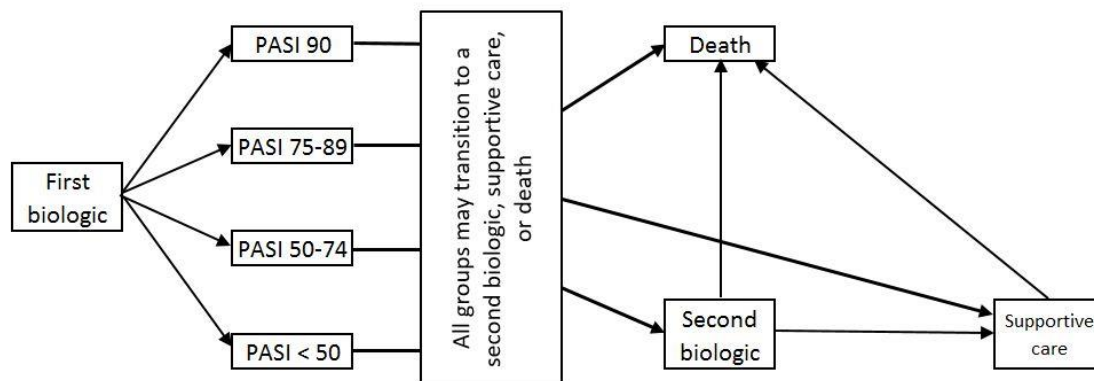 First
biologic
PASI 90
PASI 75-89
PASI 50-74
PASI < 50
All groups may transition to a
second biologic, supportive care,
or death
Death
Second
biologic
Supportive
care